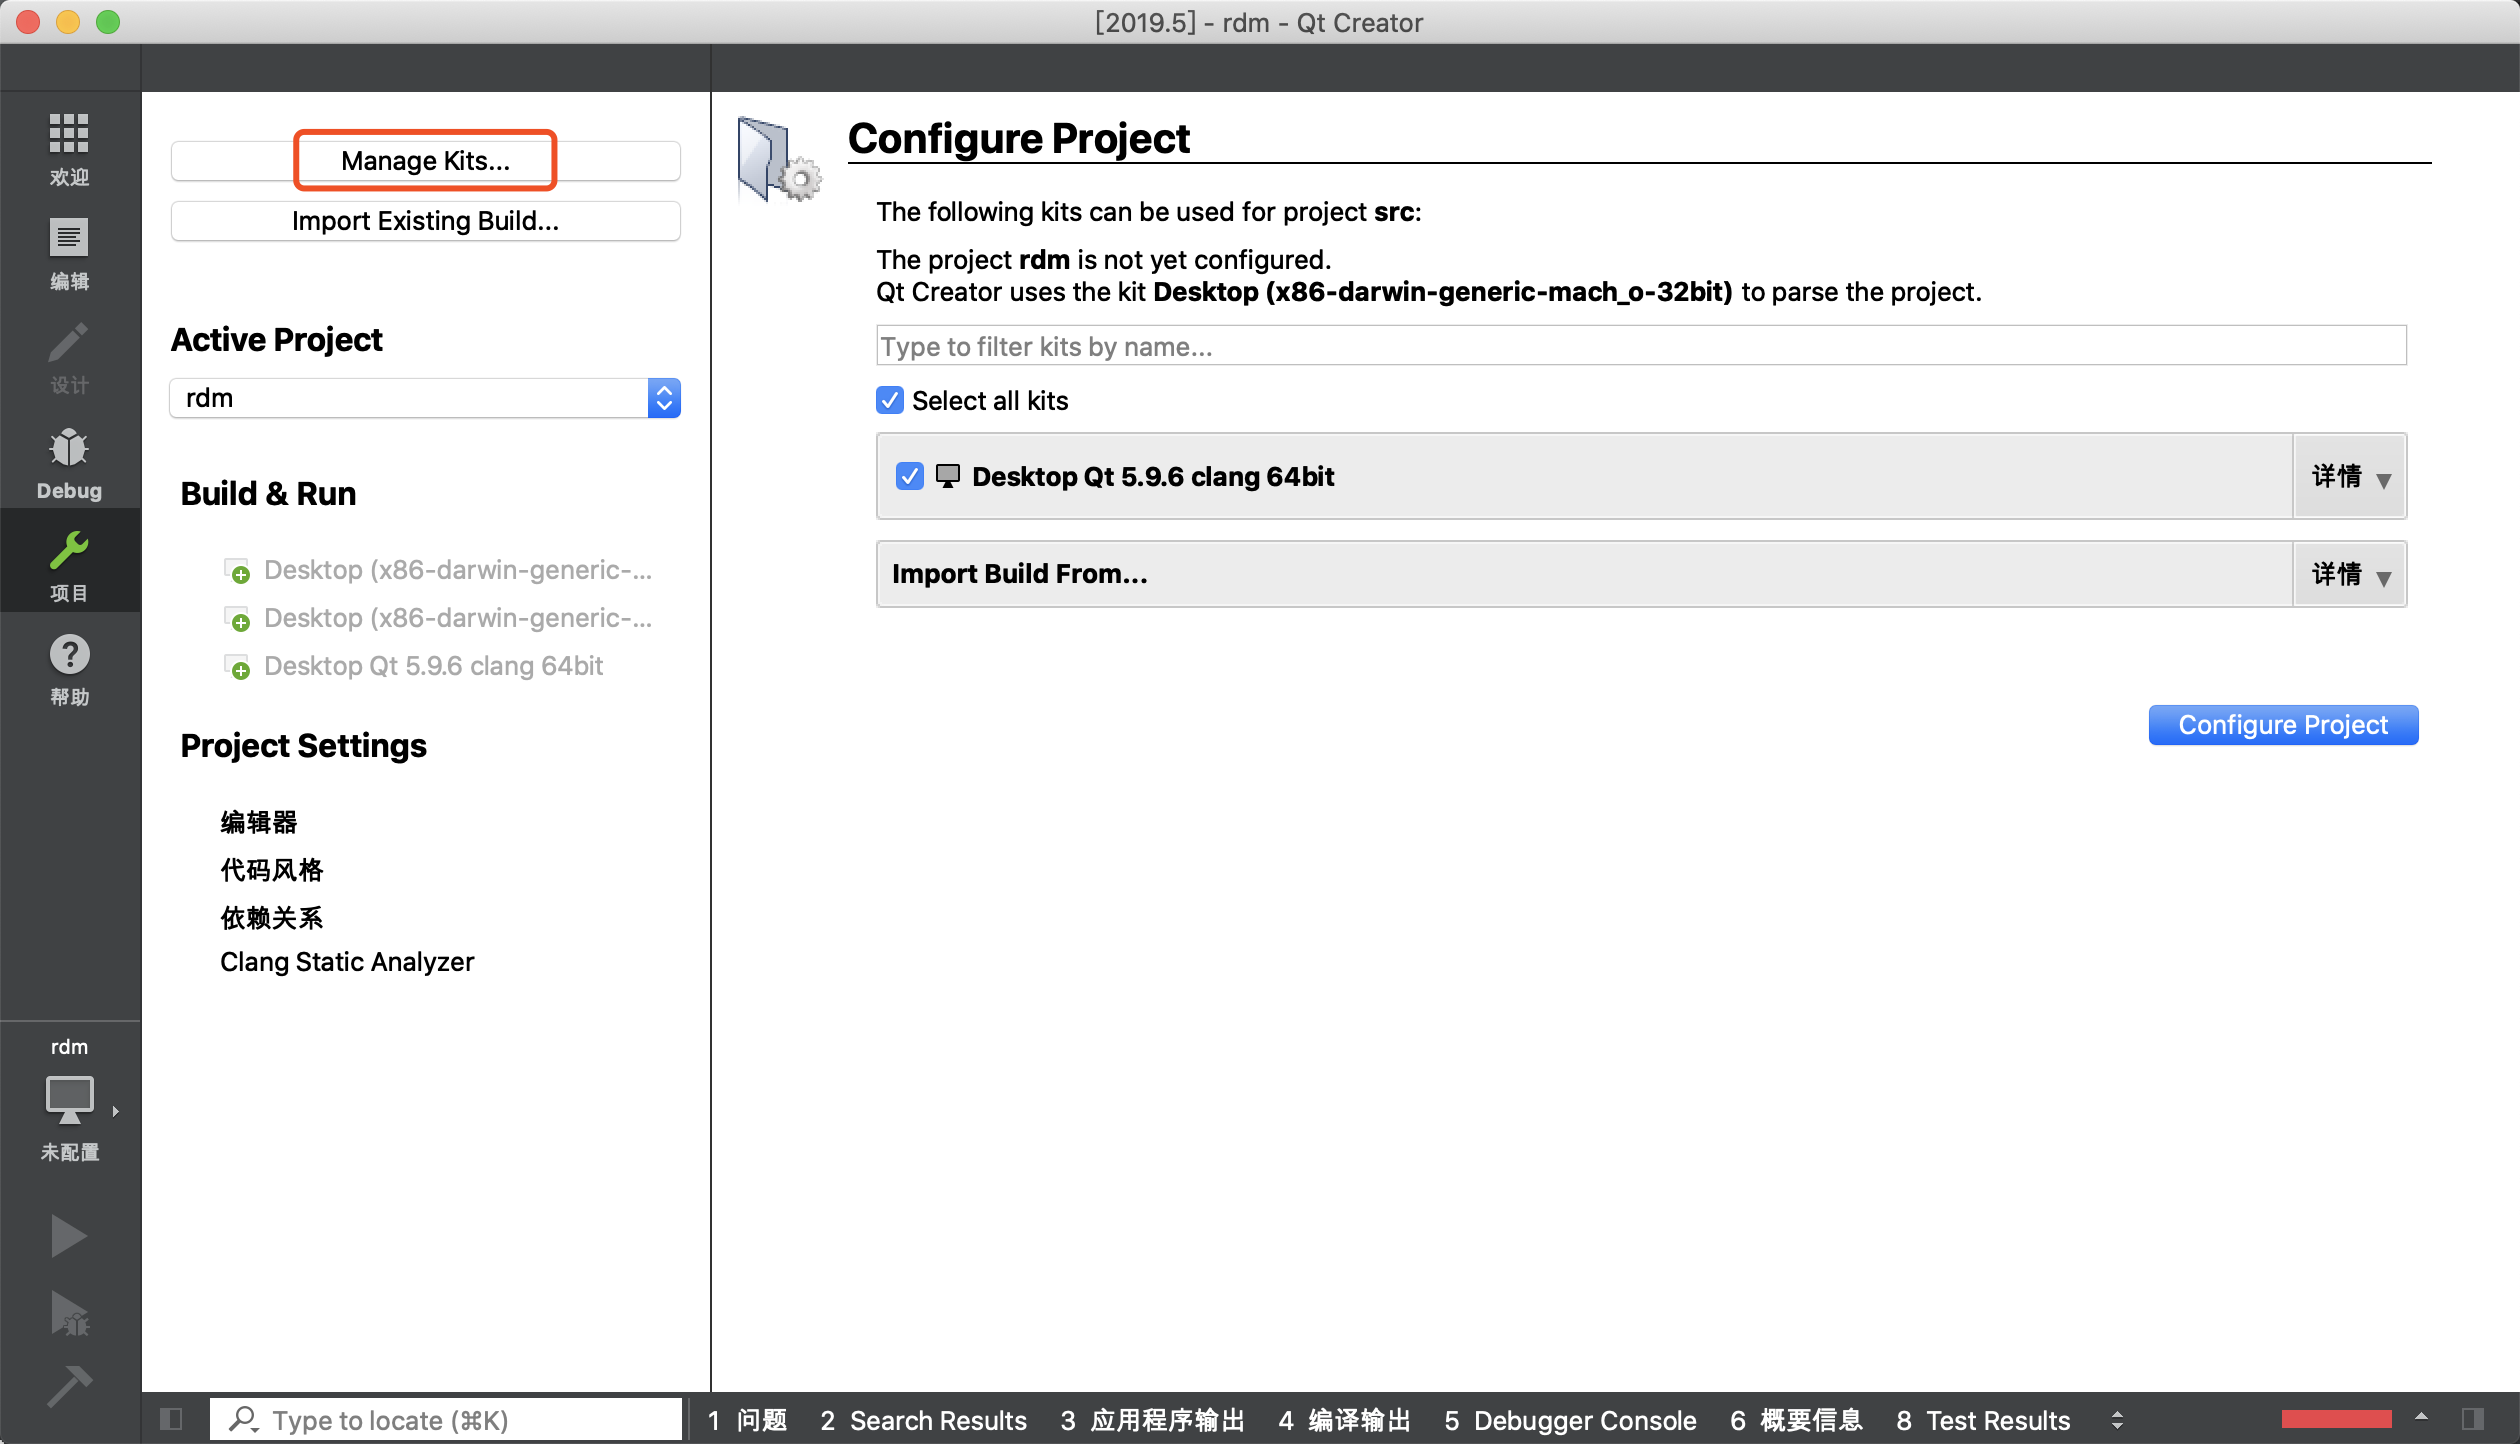 [2019.5] - rdm - Qt Creator
欢迎
编辑
设计
Debug
项目
帮助
rdm
未配置
Manage Kits...
Import Existing Build...
Active Project
rdm
Build & Run
Desktop (x86-darwin-generic-...
Desktop (x86-darwin-generic-...
Desktop Qt 5.9.6 clang 64bit
Project Settings
编辑器
代码风格
依赖关系
Clang Static Analyzer
Configure Project
The following kits can be used for project src:
The project rdm is not yet configured.
Qt Creator uses the kit Desktop (x86-darwin-generic-mach_o-32bit) to parse the project.
Type to filter kits by name...
Select all kits
Desktop Qt 5.9.6 clang 64bit 详情
Import Build From... 详情
Configure Project
Type to locate (⌘K) 1 问题 2 Search Results 3 应用程序输出 4 编译输出 5 Debugger Console 6 概要信息 8 Test Results